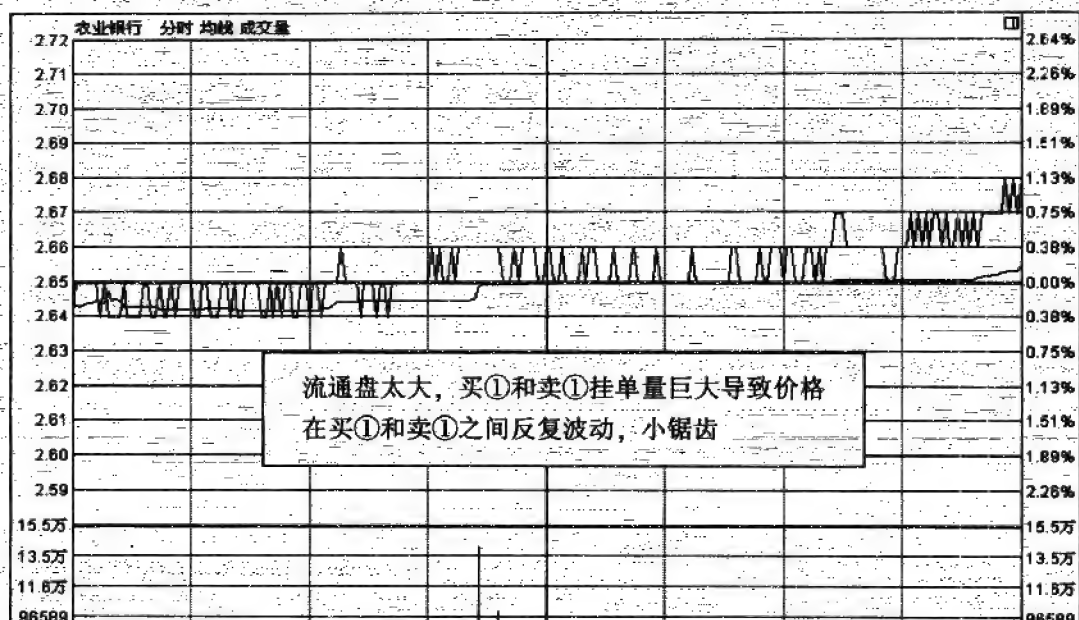 农业银行 分时 均线 成交量
2.72 2.64%
2.71 2.26%
2.70 1.89%
2.69 1.51%
2.68 1.13%
2.67 0.75%
2.66 0.38%
2.65 0.00%
2.64 0.38%
2.63 0.75%
2.62 1.13%
2.61 1.51%
2.60 1.89%
2.59 2.26%
流通盘太大，买①和卖①挂单量巨大导致价格
在买①和卖①之间反复波动，小锯齿
15.5万 15.5万
13.5万 13.5万
11.6万 11.6万
96589 96589